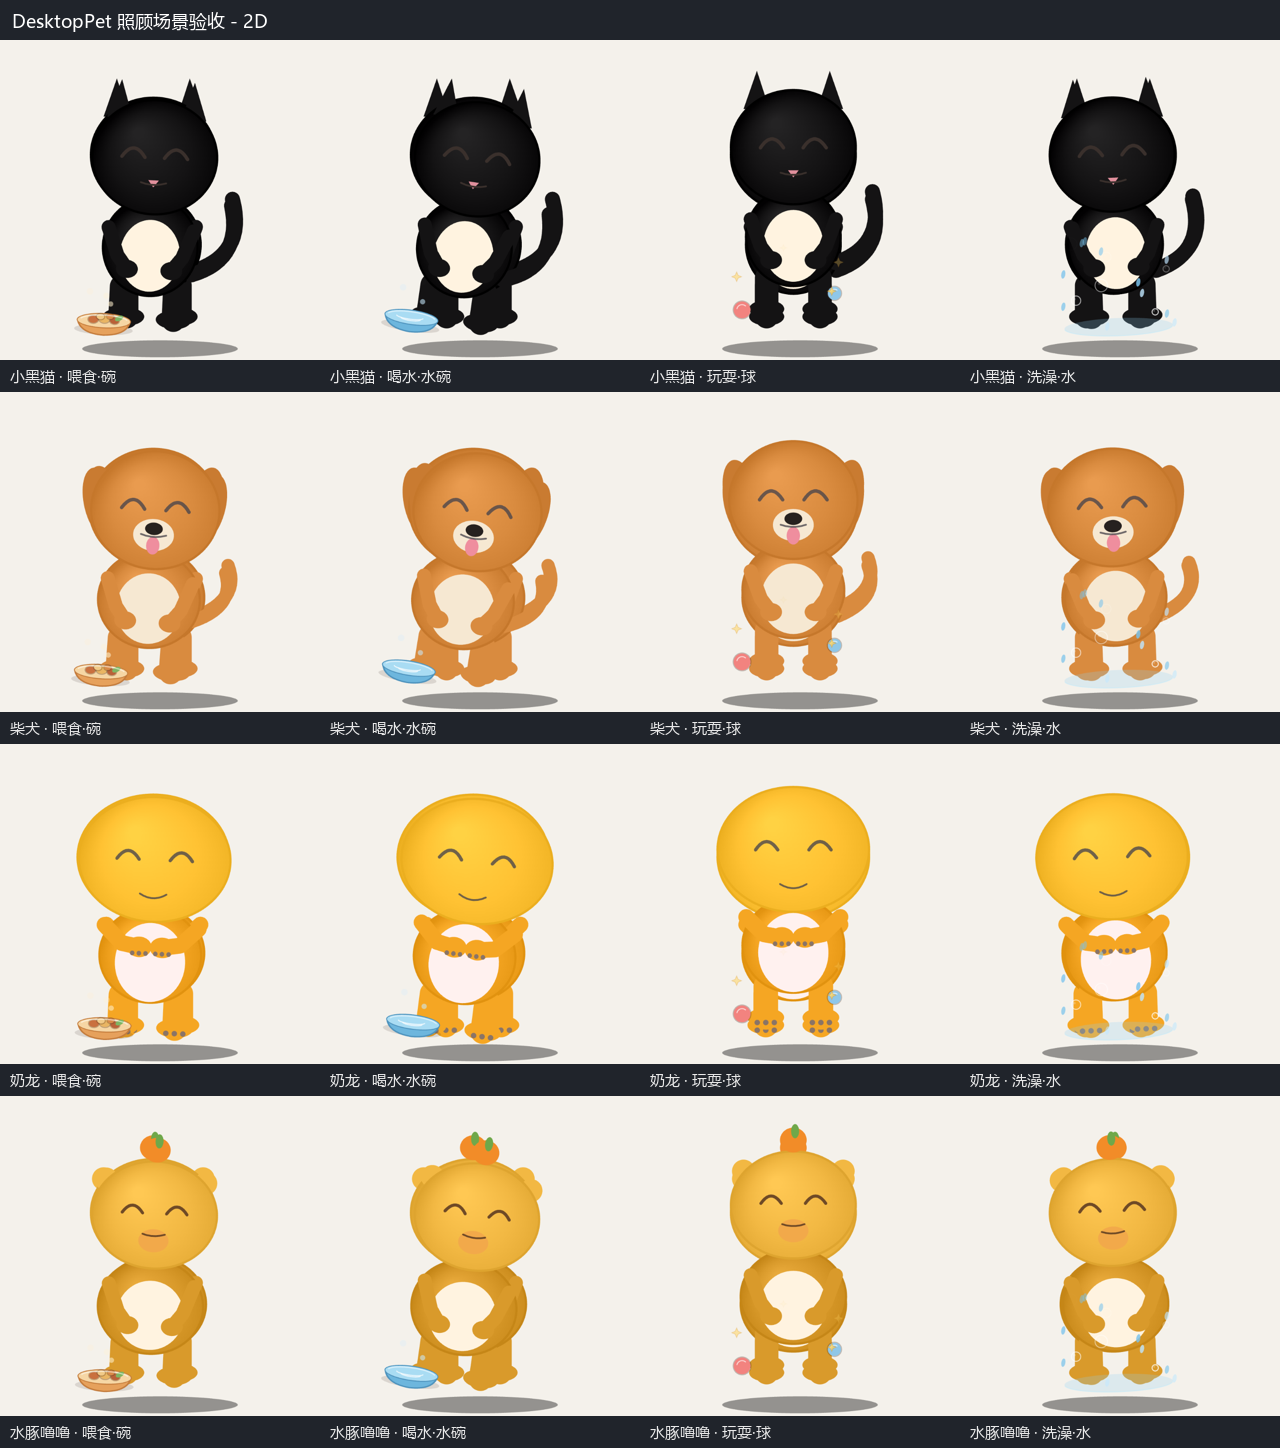 DesktopPet 照顾场景验收 - 2D
小黑猫 · 喂食·碗
小黑猫 · 喝水·水碗
小黑猫 · 玩耍·球
小黑猫 · 洗澡·水
柴犬 · 喂食·碗
柴犬 · 喝水·水碗
柴犬 · 玩耍·球
柴犬 · 洗澡·水
奶龙 · 喂食·碗
奶龙 · 喝水·水碗
奶龙 · 玩耍·球
奶龙 · 洗澡·水
水豚噜噜 · 喂食·碗
水豚噜噜 · 喝水·水碗
水豚噜噜 · 玩耍·球
水豚噜噜 · 洗澡·水